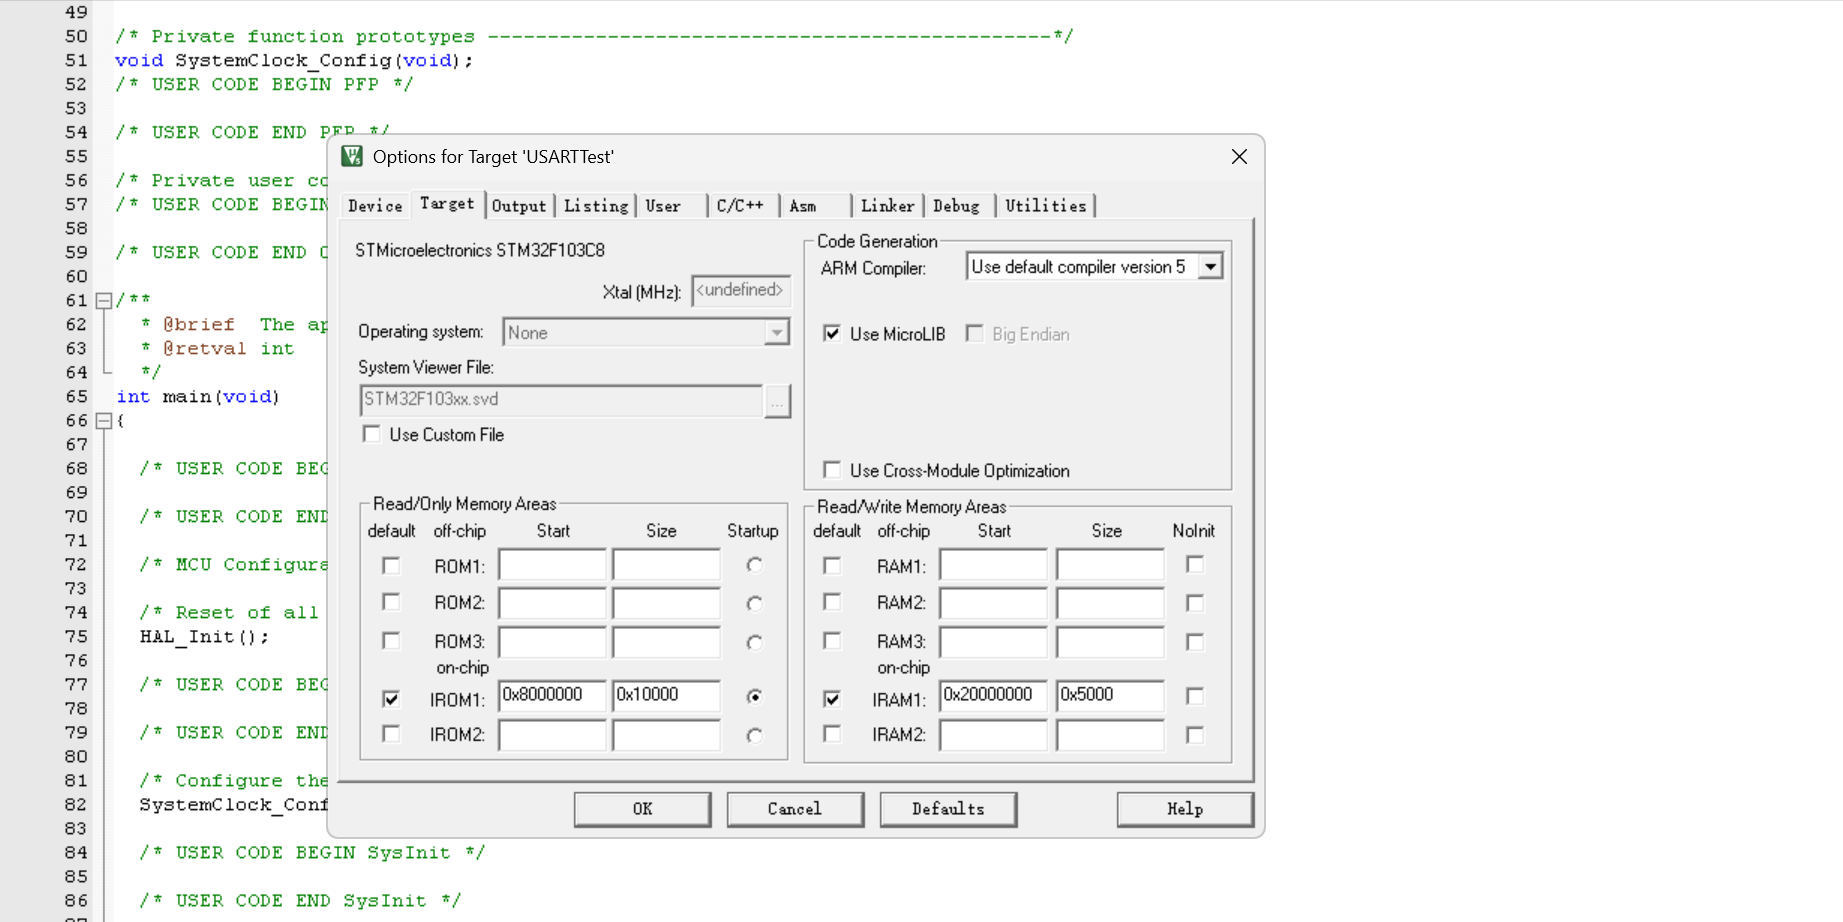 49
50 /* Private function prototypes -----------------------------------------------*/
51 void SystemClock_Config(void);
52 /* USER CODE BEGIN PFP */
53
54 /* USER CODE END PFP */
55
56 /* Private user co
57 /* USER CODE BEGIN
58
59 /* USER CODE END 0
60
61 /**
62 * @brief The ap
63 * @retval int
64 */
65 int main(void)
66 {
67
68 /* USER CODE BEG
69
70 /* USER CODE END
71
72 /* MCU Configura
73
74 /* Reset of all
75 HAL_Init();
76
77 /* USER CODE BEG
78
79 /* USER CODE END
80
81 /* Configure the
82 SystemClock_Conf
83
84 /* USER CODE BEGIN SysInit */
85
86 /* USER CODE END SysInit */
Options for Target 'USARTTest'
Device Target Output Listing User C/C++ Asm Linker Debug Utilities
STMicroelectronics STM32F103C8
Xtal (MHz): <undefined>
Operating system: None
System Viewer File:
STM32F103xx.svd ...
Use Custom File
Code Generation
ARM Compiler: Use default compiler version 5
Use MicroLIB Big Endian
Use Cross-Module Optimization
Read/Only Memory Areas
default off-chip Start Size Startup
ROM1:
ROM2:
ROM3:
on-chip
IROM1: 0x8000000 0x10000
IROM2:
Read/Write Memory Areas
default off-chip Start Size NoInit
RAM1:
RAM2:
RAM3:
on-chip
IRAM1: 0x20000000 0x5000
IRAM2:
OK Cancel Defaults Help